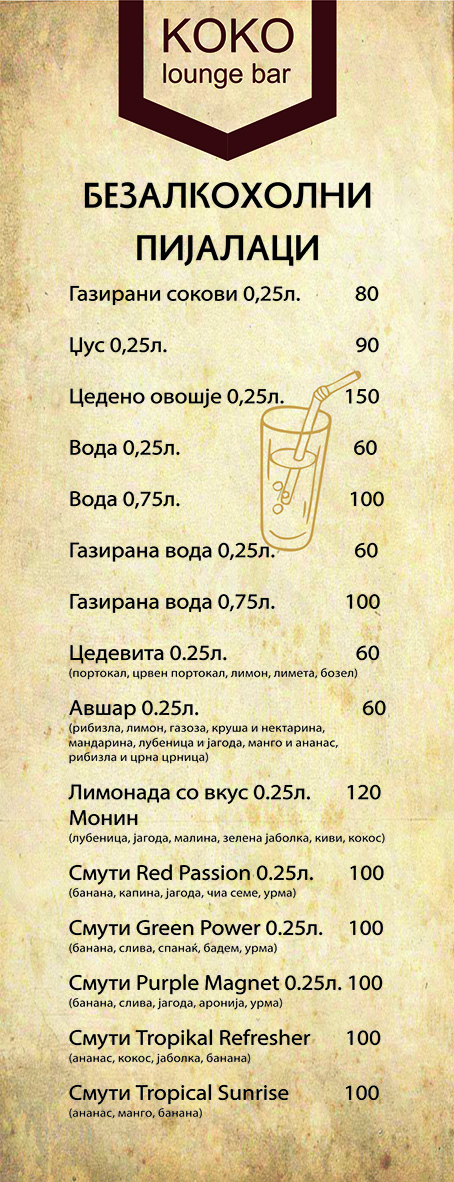 KOKO
lounge bar
БЕЗАЛКОХОЛНИ
ПИЈАЛАЦИ
Газирани сокови 0,25л. 80
Џус 0,25л. 90
Цедено овошје 0,25л. 150
Вода 0,25л. 60
Вода 0,75л. 100
Газирана вода 0,25л. 60
Газирана вода 0,75л. 100
Цедевита 0.25л. 60
(портокал, црвен портокал, лимон, лимета, бозел)
Авшар 0.25л. 60
(рибизла, лимон, газоза, круша и нектарина,
мандарина, лубеница и јагода, манго и ананас,
рибизла и црна црница)
Лимонада со вкус 0.25л. 120
Монин
(лубеница, јагода, малина, зелена јаболка, киви, кокос)
Смути Red Passion 0.25л. 100
(банана, капина, јагода, чиа семе, урма)
Смути Green Power 0.25л. 100
(банана, слива, спанаќ, бадем, урма)
Смути Purple Magnet 0.25л. 100
(банана, слива, јагода, аронија, урма)
Смути Tropikal Refresher 100
(ананас, кокос, јаболка, банана)
Смути Tropical Sunrise 100
(ананас, манго, банана)